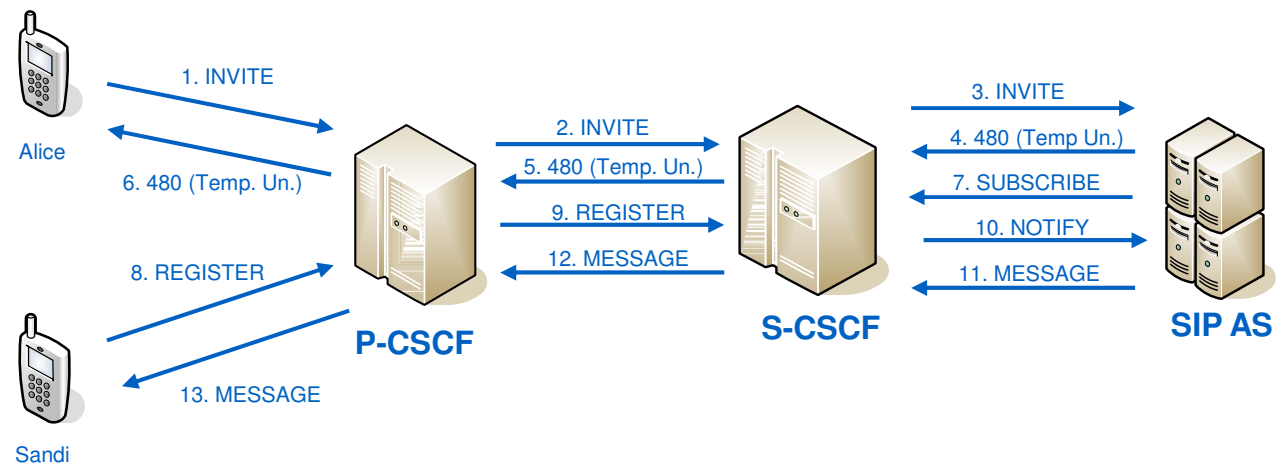 1. INVITE
3. INVITE
2. INVITE
4. 480 (Temp Un.)
Alice
5. 480 (Temp. Un.)
6. 480 (Temp. Un.)
7. SUBSCRIBE
9. REGISTER
10. NOTIFY
8. REGISTER
12. MESSAGE
11. MESSAGE
P-CSCF
S-CSCF
SIP AS
13. MESSAGE
Sandi